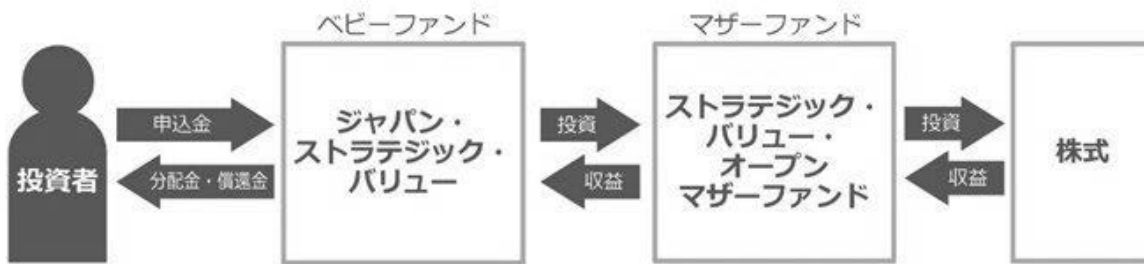 ベビーファンド
マザーファンド
投資者
申込金
分配金・償還金
ジャパン・
ストラテジック・
バリュー
投資
収益
ストラテジック・
バリュー・
オープン
マザーファンド
投資
収益
株式